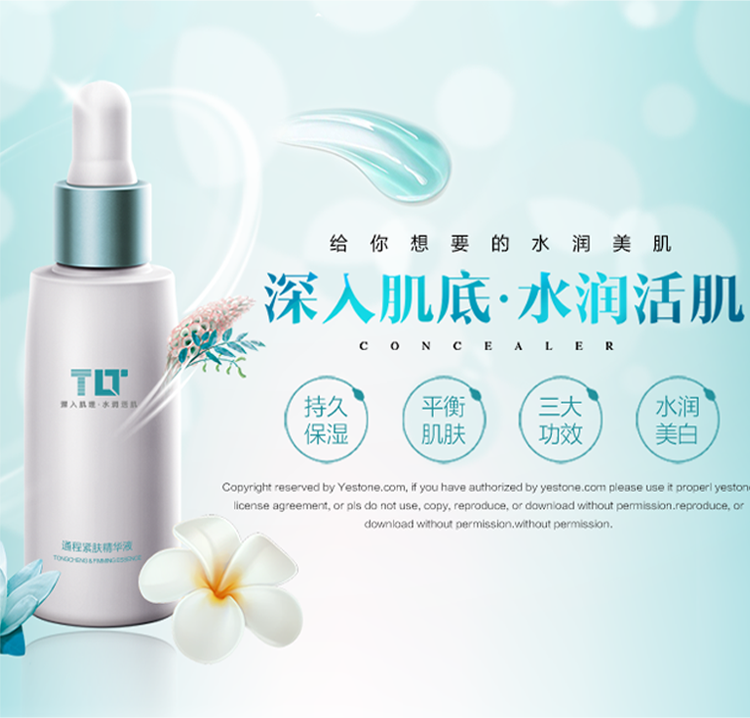 给你想要的水润美肌
深入肌底·水润活肌
CONCEALER
持久
保湿
平衡
肌肤
三大
功效
水润
美白
Copyright reserved by Yestone.com, if you have authorized by yestone.com please use it properl yestone
license agreement, or pls do not use, copy, reproduce, or download without permission.reproduce, or
download without permission.without permission.
TLT
深入肌底·水润活肌
通程紧肤精华液
TONGCHENG & FIRMING ESSENCE